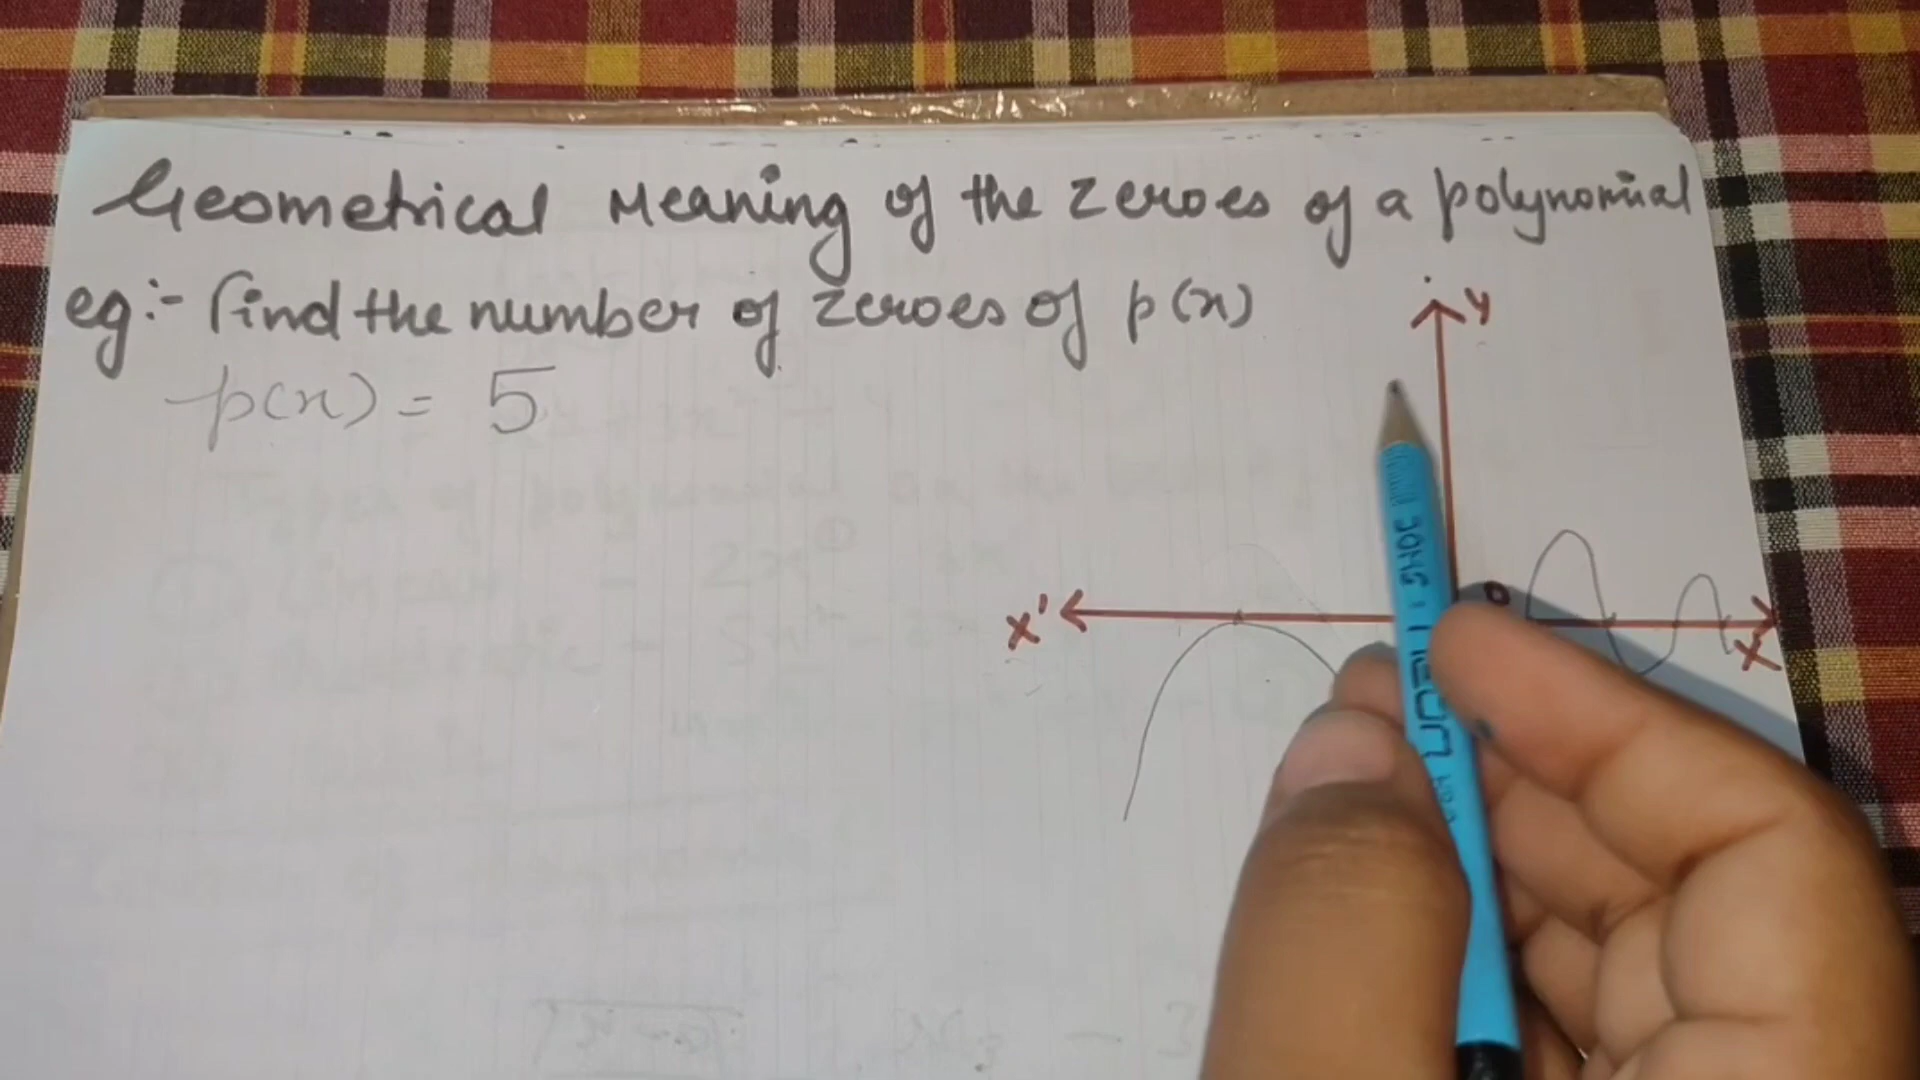 Geometrical Meaning of the zeroes of a polynomial
eg:- Find the number of zeroes of p(x)
p(x) = 5
Y
X'
O
X